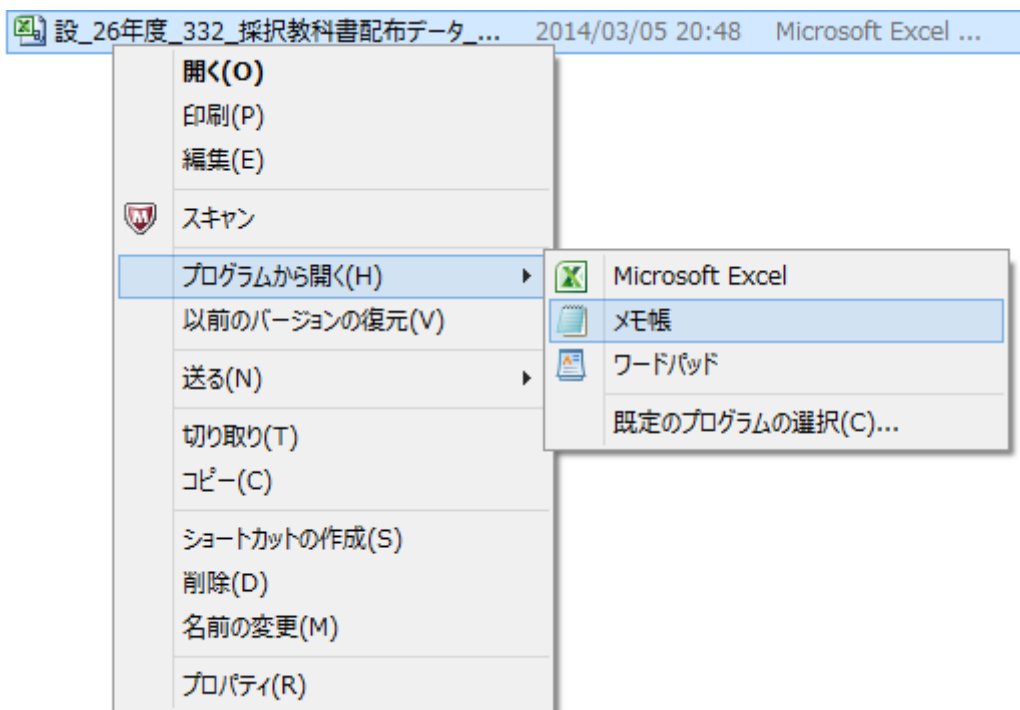 設_26年度_332_採択教科書配布データ_... 2014/03/05 20:48 Microsoft Excel ...
開く(O)
印刷(P)
編集(E)
スキャン
プログラムから開く(H)
以前のバージョンの復元(V)
送る(N)
切り取り(T)
コピー(C)
ショートカットの作成(S)
削除(D)
名前の変更(M)
プロパティ(R)
Microsoft Excel
メモ帳
ワードパッド
既定のプログラムの選択(C)...